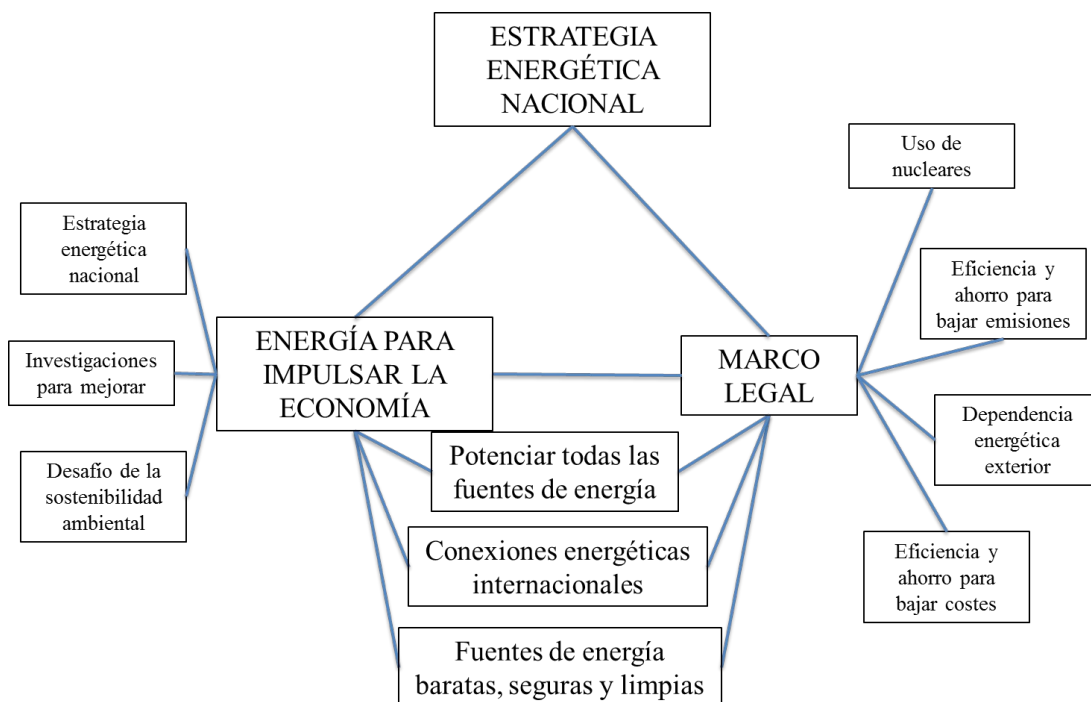 ESTRATEGIA
ENERGÉTICA
NACIONAL
Uso de
nucleares
Estrategia
energética
nacional
Eficiencia y
ahorro para
bajar emisiones
ENERGÍA PARA
IMPULSAR LA
ECONOMÍA
MARCO
LEGAL
Investigaciones
para mejorar
Dependencia
energética
exterior
Potenciar todas las
fuentes de energía
Desafío de la
sostenibilidad
ambiental
Conexiones energéticas
internacionales
Eficiencia y
ahorro para
bajar costes
Fuentes de energía
baratas, seguras y limpias